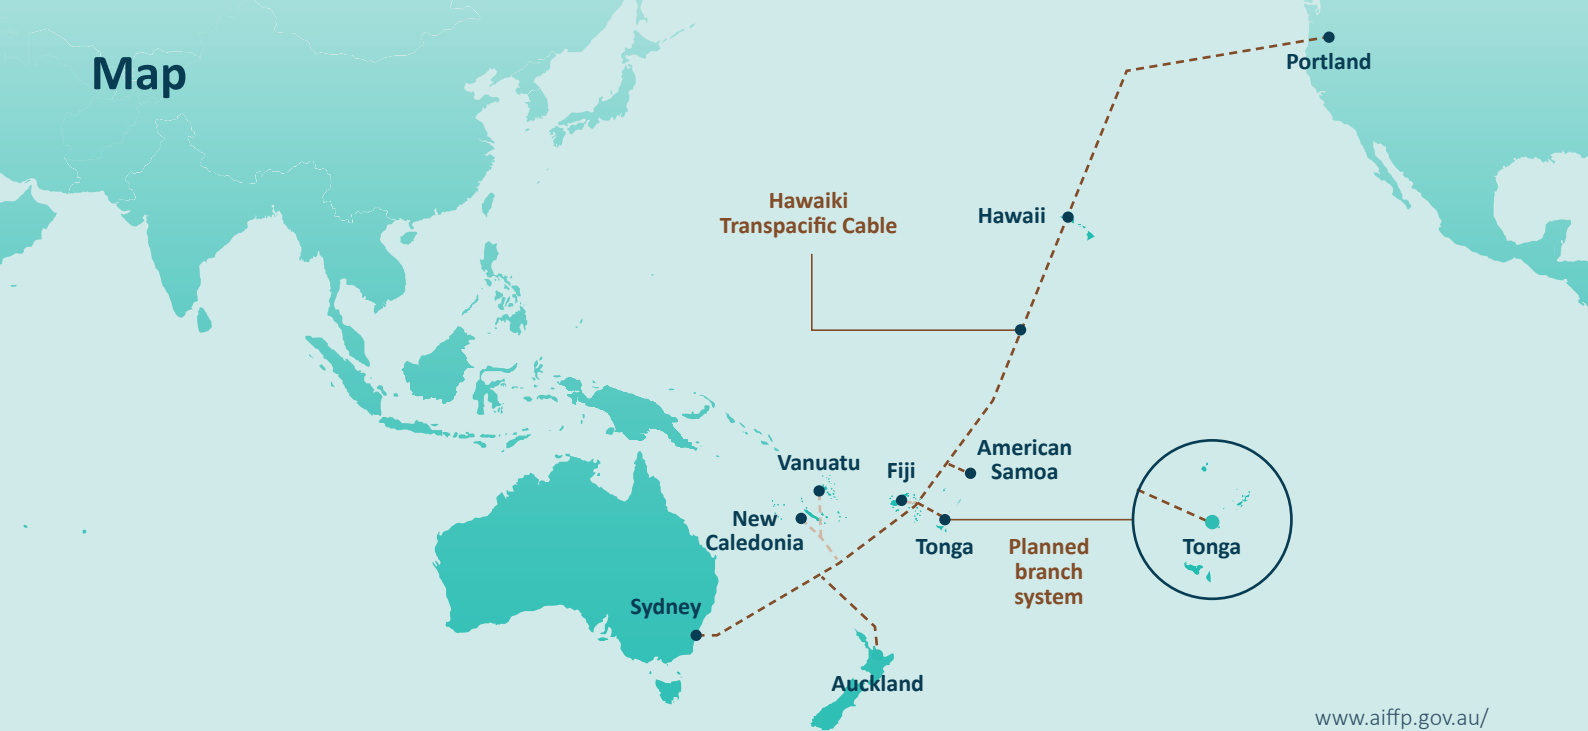 Map
Portland
Hawaiki
Transpacific Cable
Hawaii
American
Samoa
Vanuatu
Fiji
New
Caledonia
Tonga
Planned
branch
system
Tonga
Sydney
Auckland
www.aiffp.gov.au/